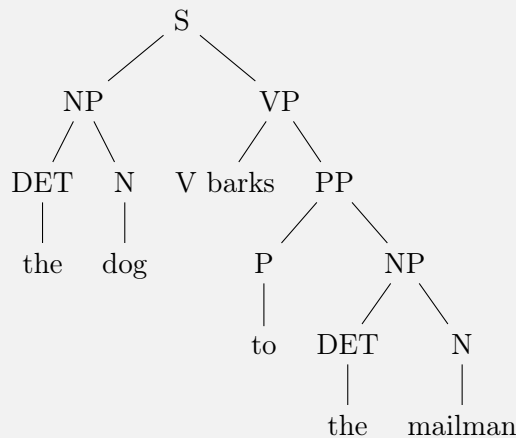 S
NP VP
DET N V barks PP
the dog P NP
to DET N
the mailman